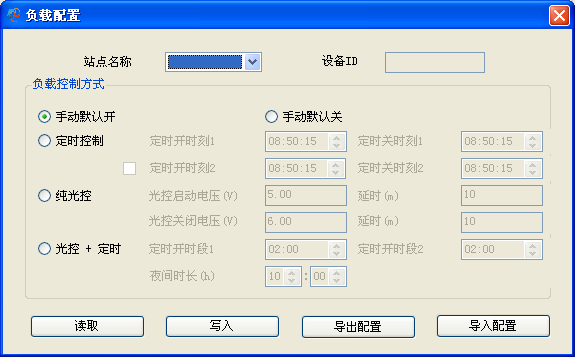 负载配置
站点名称 设备ID
负载控制方式
手动默认开 手动默认关
定时控制 定时开时刻1 08:50:15 定时关时刻1 08:50:15
定时开时刻2 08:50:15 定时关时刻2 08:50:15
纯光控 光控启动电压(V) 5.00 延时(m) 10
光控关闭电压(V) 6.00 延时(m) 10
光控 + 定时 定时开时段1 02:00 定时开时段2 02:00
夜间时长(h) 10 : 00
读取 写入 导出配置 导入配置